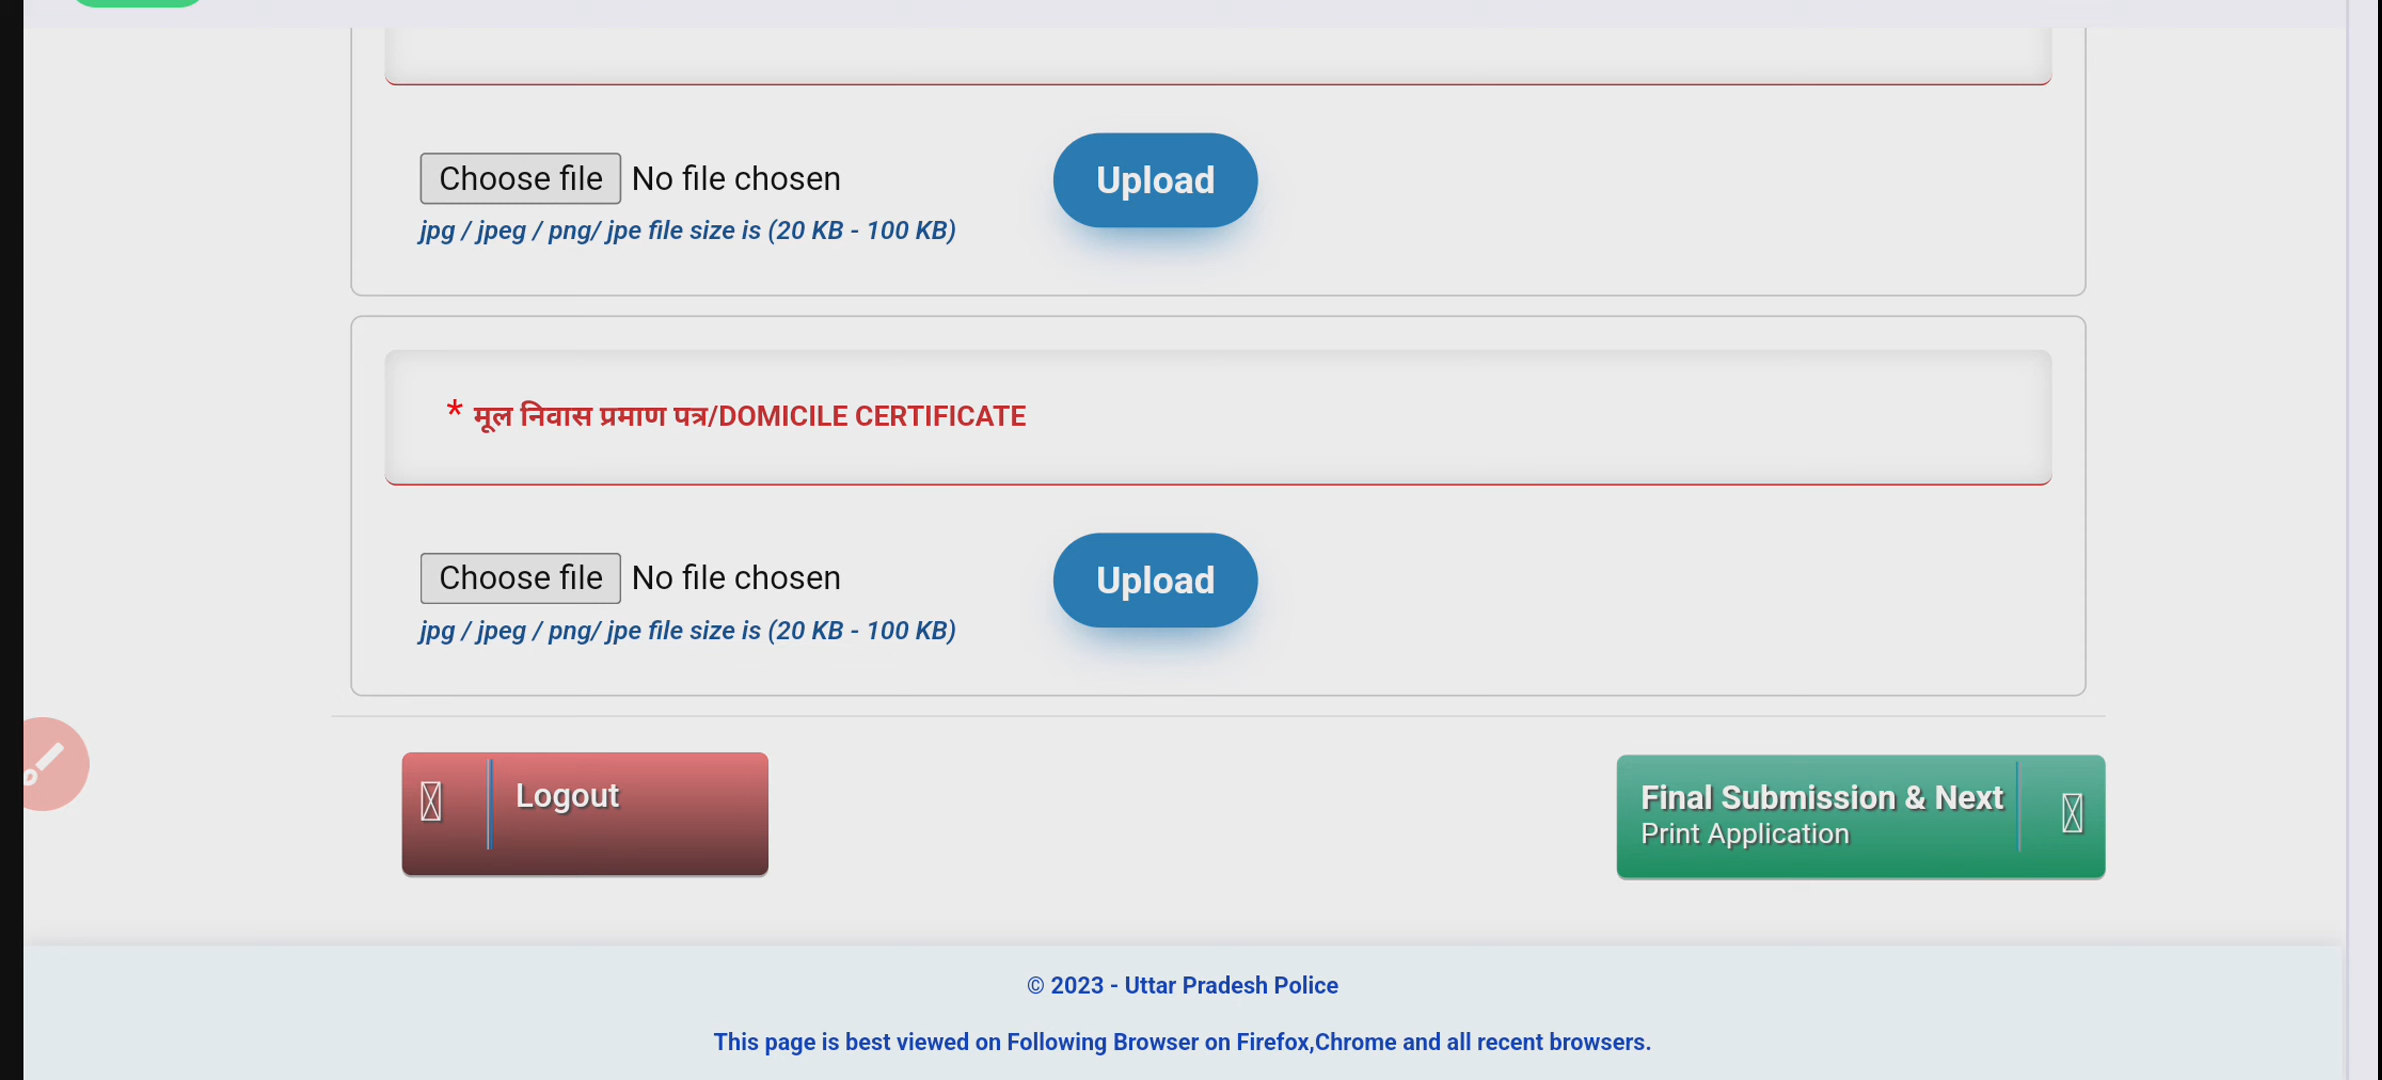 Choose file No file chosen Upload
jpg / jpeg / png/ jpe file size is (20 KB - 100 KB)
* मूल निवास प्रमाण पत्र/DOMICILE CERTIFICATE
Choose file No file chosen Upload
jpg / jpeg / png/ jpe file size is (20 KB - 100 KB)
Logout
Final Submission & Next
Print Application
© 2023 - Uttar Pradesh Police
This page is best viewed on Following Browser on Firefox,Chrome and all recent browsers.